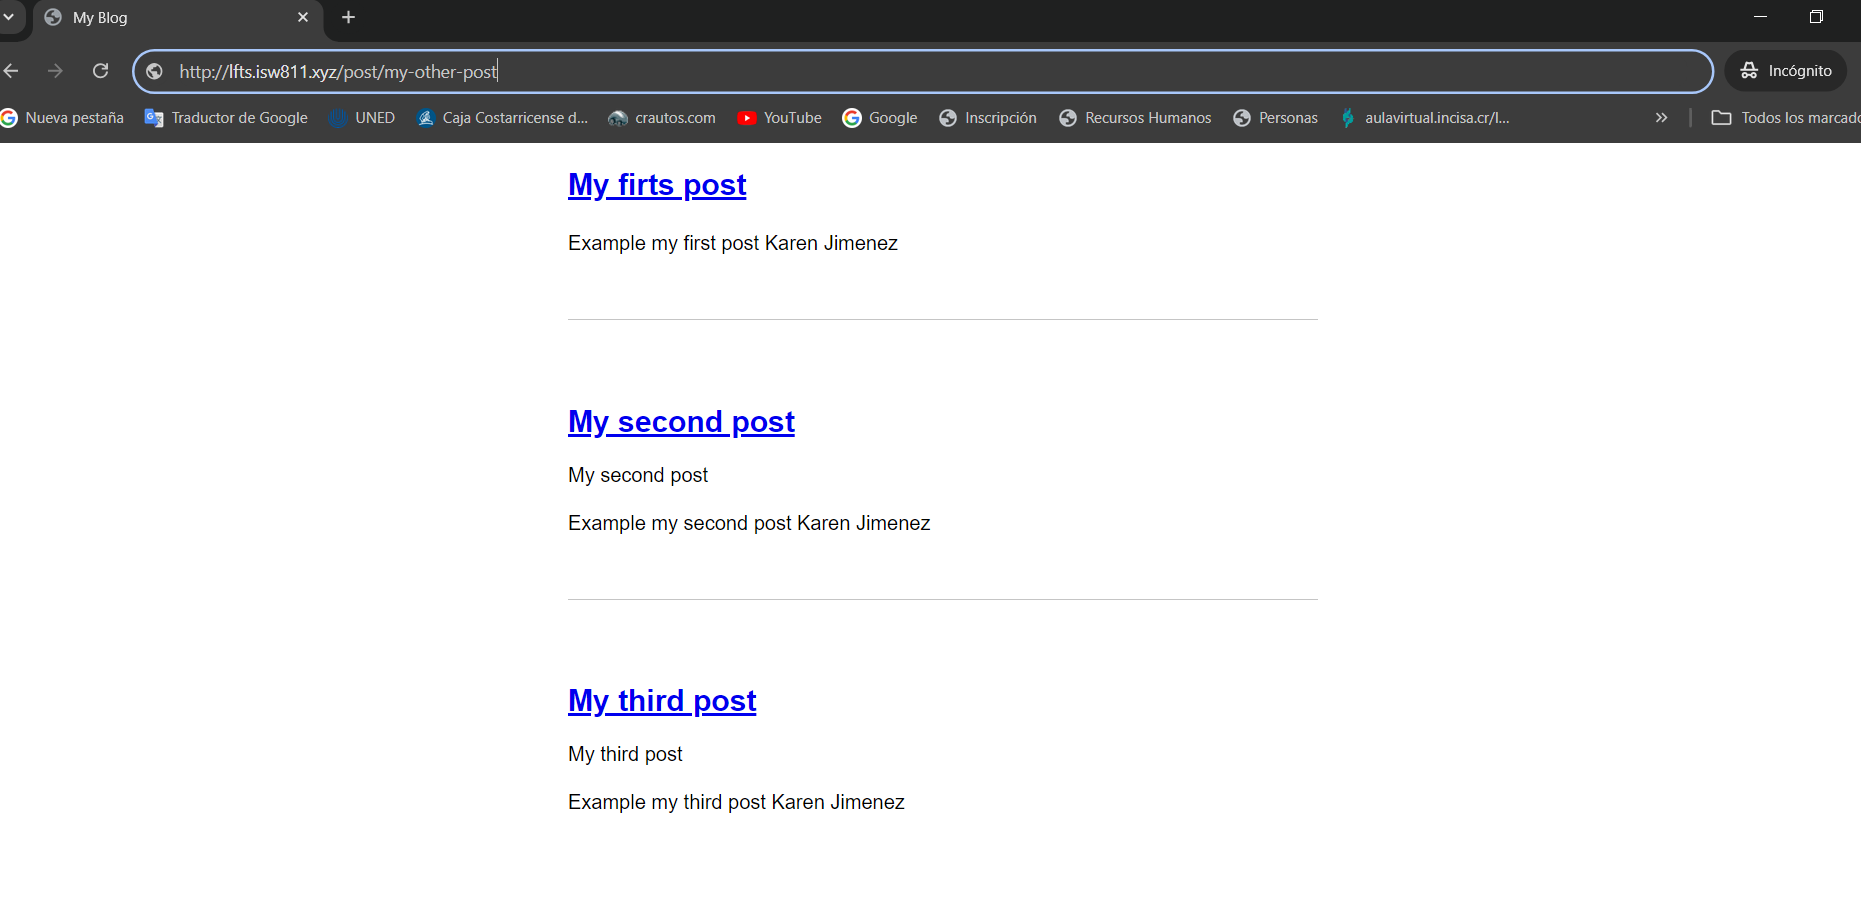 My Blog
http://lfts.isw811.xyz/post/my-other-post
Incógnito
Nueva pestaña
Traductor de Google
UNED
Caja Costarricense d...
crautos.com
YouTube
Google
Inscripción
Recursos Humanos
Personas
aulavirtual.incisa.cr/l...
Todos los marcado
My firts post
Example my first post Karen Jimenez
My second post
My second post
Example my second post Karen Jimenez
My third post
My third post
Example my third post Karen Jimenez